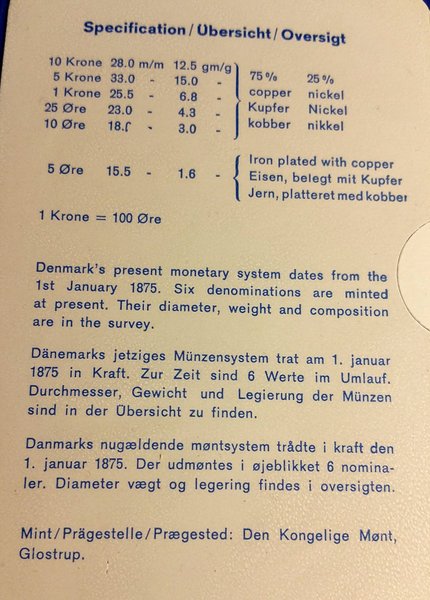 Specification/Übersicht/Oversigt
10 Krone 28.0 m/m 12.5 gm/g
5 Krone 33.0 - 15.0 - 75% 25%
1 Krone 25.5 - 6.8 - copper nickel
25 Øre 23.0 - 4.3 - Kupfer Nickel
10 Øre 18.0 - 3.0 - kobber nikkel
Iron plated with copper
5 Øre 15.5 - 1.6 - Eisen, belegt mit Kupfer
Jern, platteret med kobber
1 Krone = 100 Øre
Denmark's present monetary system dates from the
1st January 1875. Six denominations are minted
at present. Their diameter, weight and composition
are in the survey.
Dänemarks jetziges Münzensystem trat am 1. januar
1875 in Kraft. Zur Zeit sind 6 Werte im Umlauf.
Durchmesser, Gewicht und Legierung der Münzen
sind in der Übersicht zu finden.
Danmarks nugældende møntsystem trådte i kraft den
1. januar 1875. Der udmøntes i øjeblikket 6 nomina-
ler. Diameter vægt og legering findes i oversigten.
Mint/Prägestelle/Prægested: Den Kongelige Mønt,
Glostrup.